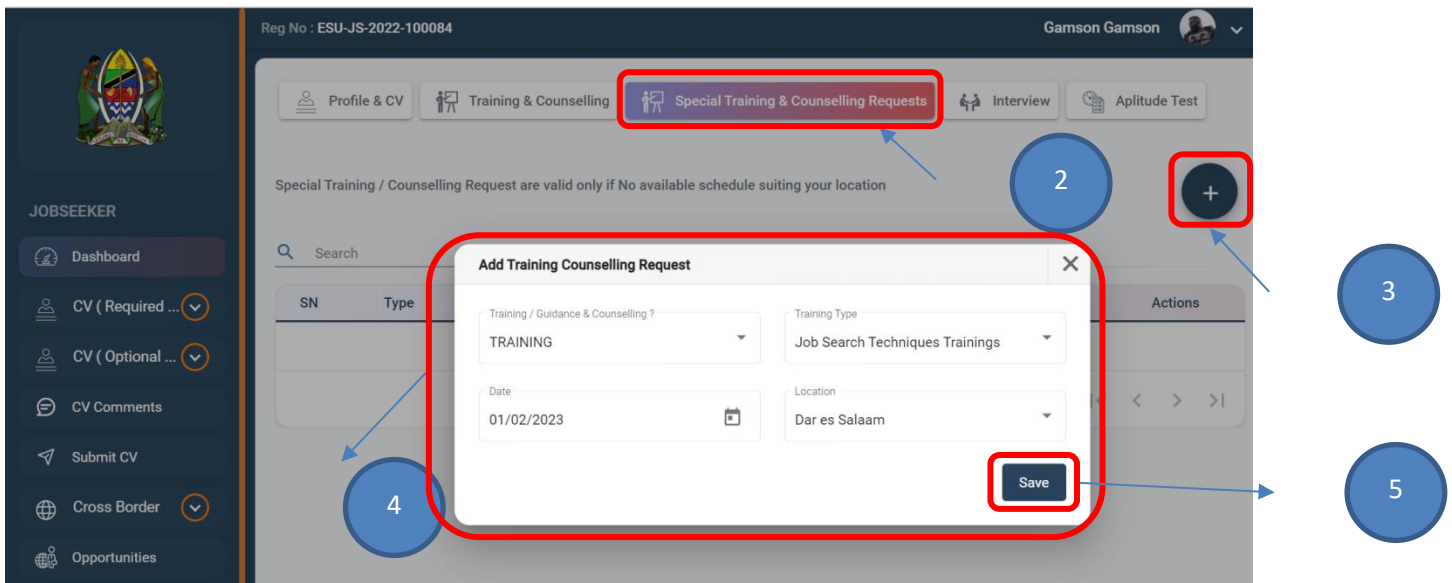 Reg No : ESU-JS-2022-100084
Gamson Gamson
Profile & CV
Training & Counselling
Special Training & Counselling Requests
Interview
Aplitude Test
2
Special Training / Counselling Request are valid only if No available schedule suiting your location
+
JOBSEEKER
Dashboard
CV ( Required ...
CV ( Optional ...
CV Comments
Submit CV
Cross Border
Opportunities
Search
SN
Type
Actions
3
Add Training Counselling Request
Training / Guidance & Counselling ?
TRAINING
Training Type
Job Search Techniques Trainings
Date
01/02/2023
Location
Dar es Salaam
Save
4
5